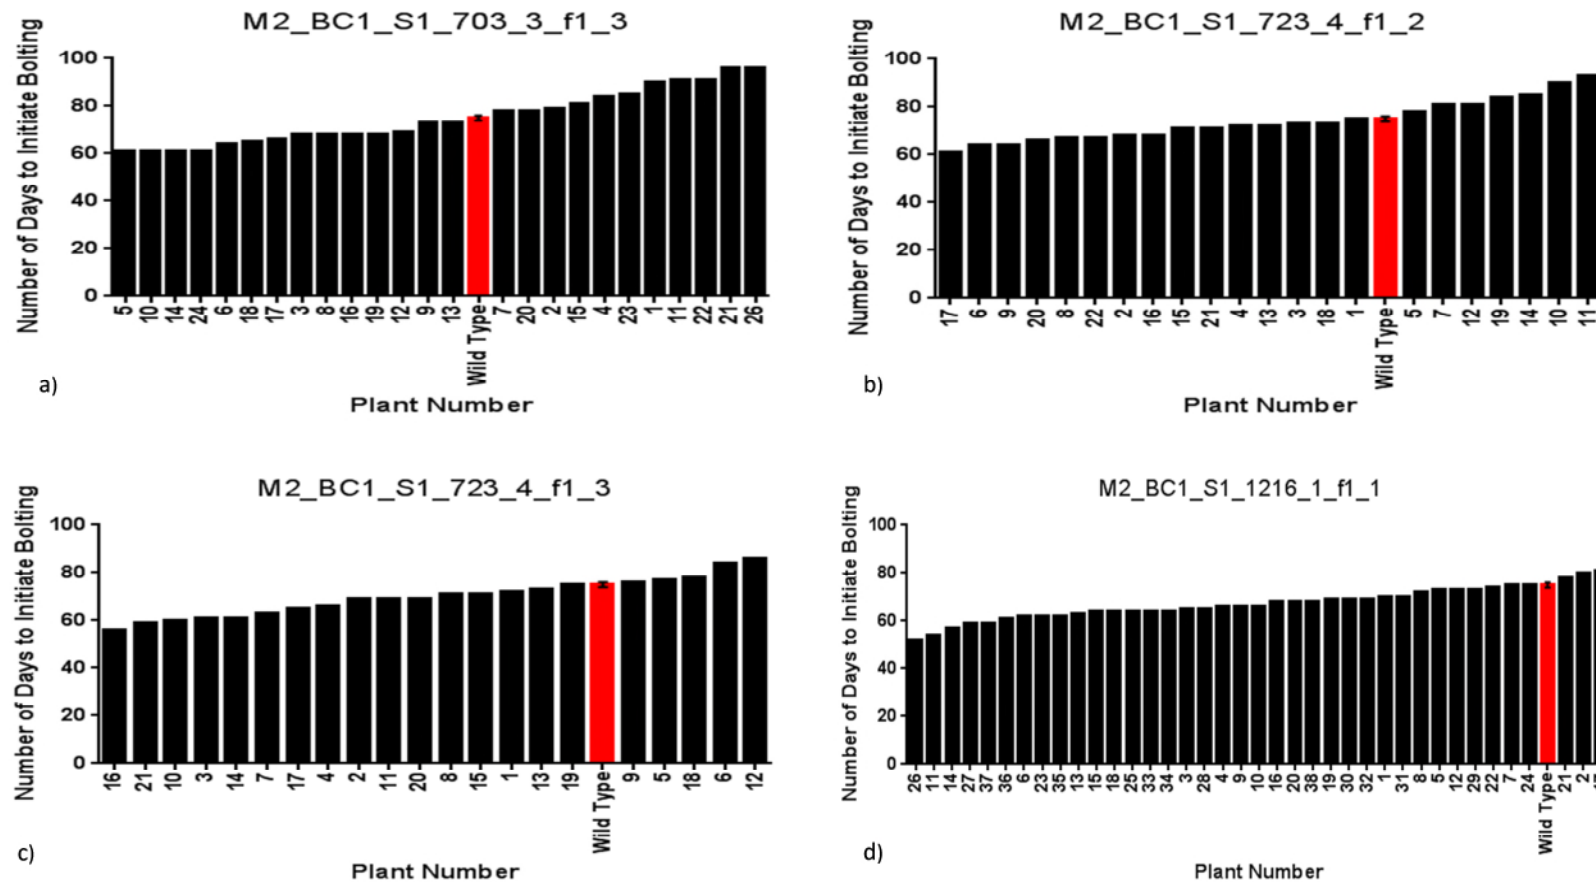 M2_BC1_S1_703_3_f1_3
Number of Days to Initiate Bolting
100
80
60
40
20
0
5 10 14 24 6 18 17 3 8 16 19 12 9 13 Wild Type 7 20 2 15 4 23 1 11 22 21 26
a)
Plant Number
M2_BC1_S1_723_4_f1_2
Number of Days to Initiate Bolting
100
80
60
40
20
0
17 6 9 20 8 22 2 16 15 21 4 13 3 18 1 Wild Type 5 7 12 19 14 10 11
b)
Plant Number
M2_BC1_S1_723_4_f1_3
Number of Days to Initiate Bolting
100
80
60
40
20
0
16 21 10 3 14 7 17 4 2 11 20 8 15 1 13 19 Wild Type 9 5 18 6 12
c)
Plant Number
M2_BC1_S1_1216_1_f1_1
Number of Days to Initiate Bolting
100
80
60
40
20
0
26 11 14 27 37 36 6 23 35 13 15 18 25 33 34 3 28 4 9 10 16 20 38 19 30 32 1 31 8 5 12 29 22 7 24 Wild Type 21 2
d)
Plant Number